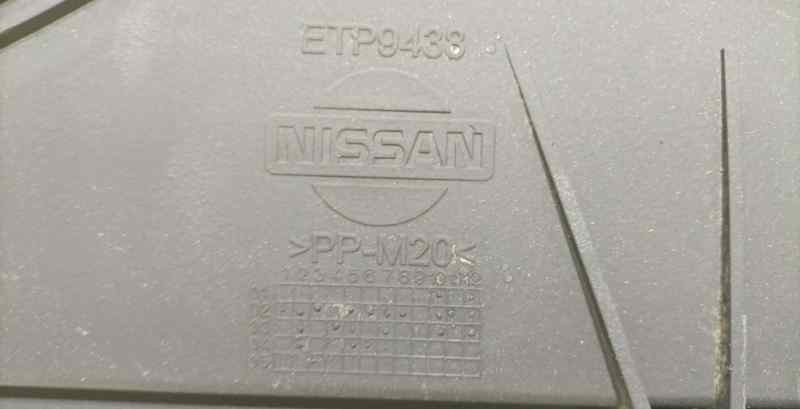 ETP9438
NISSAN
>PP-M20<
1 2 3 4 5 6 7 8 9 10 11 12